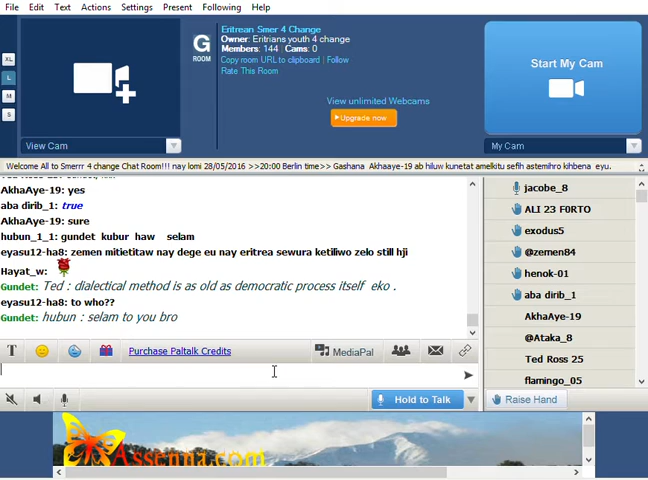 File Edit Text Actions Settings Present Following Help
XL
L
M
S
G
ROOM
Eritrean Smer 4 Change
Owner: Eritrians youth 4 change
Members: 144 | Cams: 0
Copy room URL to clipboard | Follow
Rate This Room
View unlimited Webcams
Upgrade now
Start My Cam
View Cam
My Cam
Welcome All to Smerrr 4 change Chat Room!!! nay lomi 28/05/2016 >>20:00 Berlin time>> Gashana Akhaaye-19 ab hiluw kunetat amelkitu sefih astemihro kihbena eyu.
AkhaAye-19: yes
aba dirib_1: true
AkhaAye-19: sure
hubun_1_1: gundet kubur haw selam
eyasu12-ha8: zemen mitietitaw nay dege eu nay eritrea sewura ketiliwo zelo still hji
Hayat_w:
Gundet: Ted : dialectical method is as old as democratic process itself eko .
eyasu12-ha8: to who??
Gundet: hubun : selam to you bro
jacobe_8
ALI 23 F0RTO
exodus5
@zemen84
henok-01
aba dirib_1
AkhaAye-19
@Ataka_8
Ted Ross 25
flamingo_05
T
Purchase Paltalk Credits
MediaPal
Hold to Talk
Raise Hand
Assenna.com